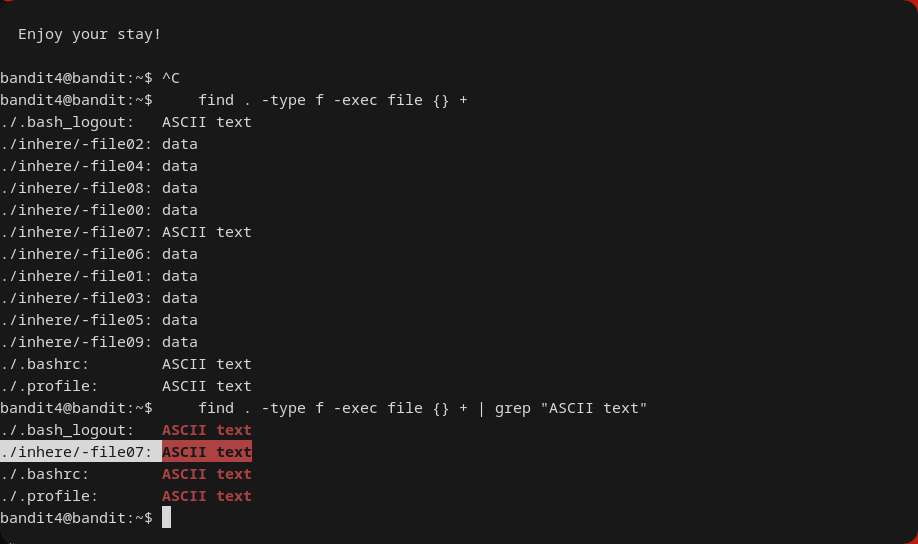 Enjoy your stay!
bandit4@bandit:~$ ^C
bandit4@bandit:~$     find . -type f -exec file {} +
./.bash_logout:   ASCII text
./inhere/-file02: data
./inhere/-file04: data
./inhere/-file08: data
./inhere/-file00: data
./inhere/-file07: ASCII text
./inhere/-file06: data
./inhere/-file01: data
./inhere/-file03: data
./inhere/-file05: data
./inhere/-file09: data
./.bashrc:        ASCII text
./.profile:       ASCII text
bandit4@bandit:~$     find . -type f -exec file {} + | grep "ASCII text"
./.bash_logout:   ASCII text
./inhere/-file07: ASCII text
./.bashrc:        ASCII text
./.profile:       ASCII text
bandit4@bandit:~$